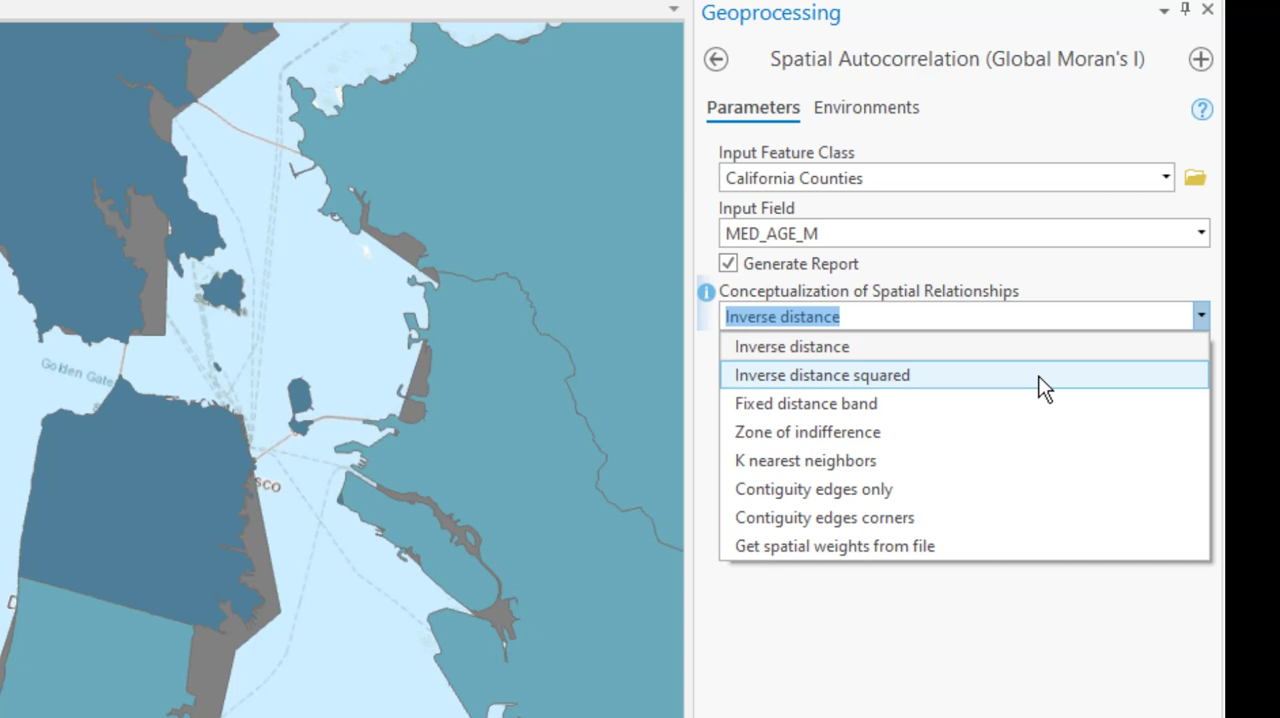 Geoprocessing
Spatial Autocorrelation (Global Moran's I)
Parameters Environments
Input Feature Class
California Counties
Input Field
MED_AGE_M
Generate Report
Conceptualization of Spatial Relationships
Inverse distance
Inverse distance
Inverse distance squared
Fixed distance band
Zone of indifference
K nearest neighbors
Contiguity edges only
Contiguity edges corners
Get spatial weights from file
Golden Gate
SCO